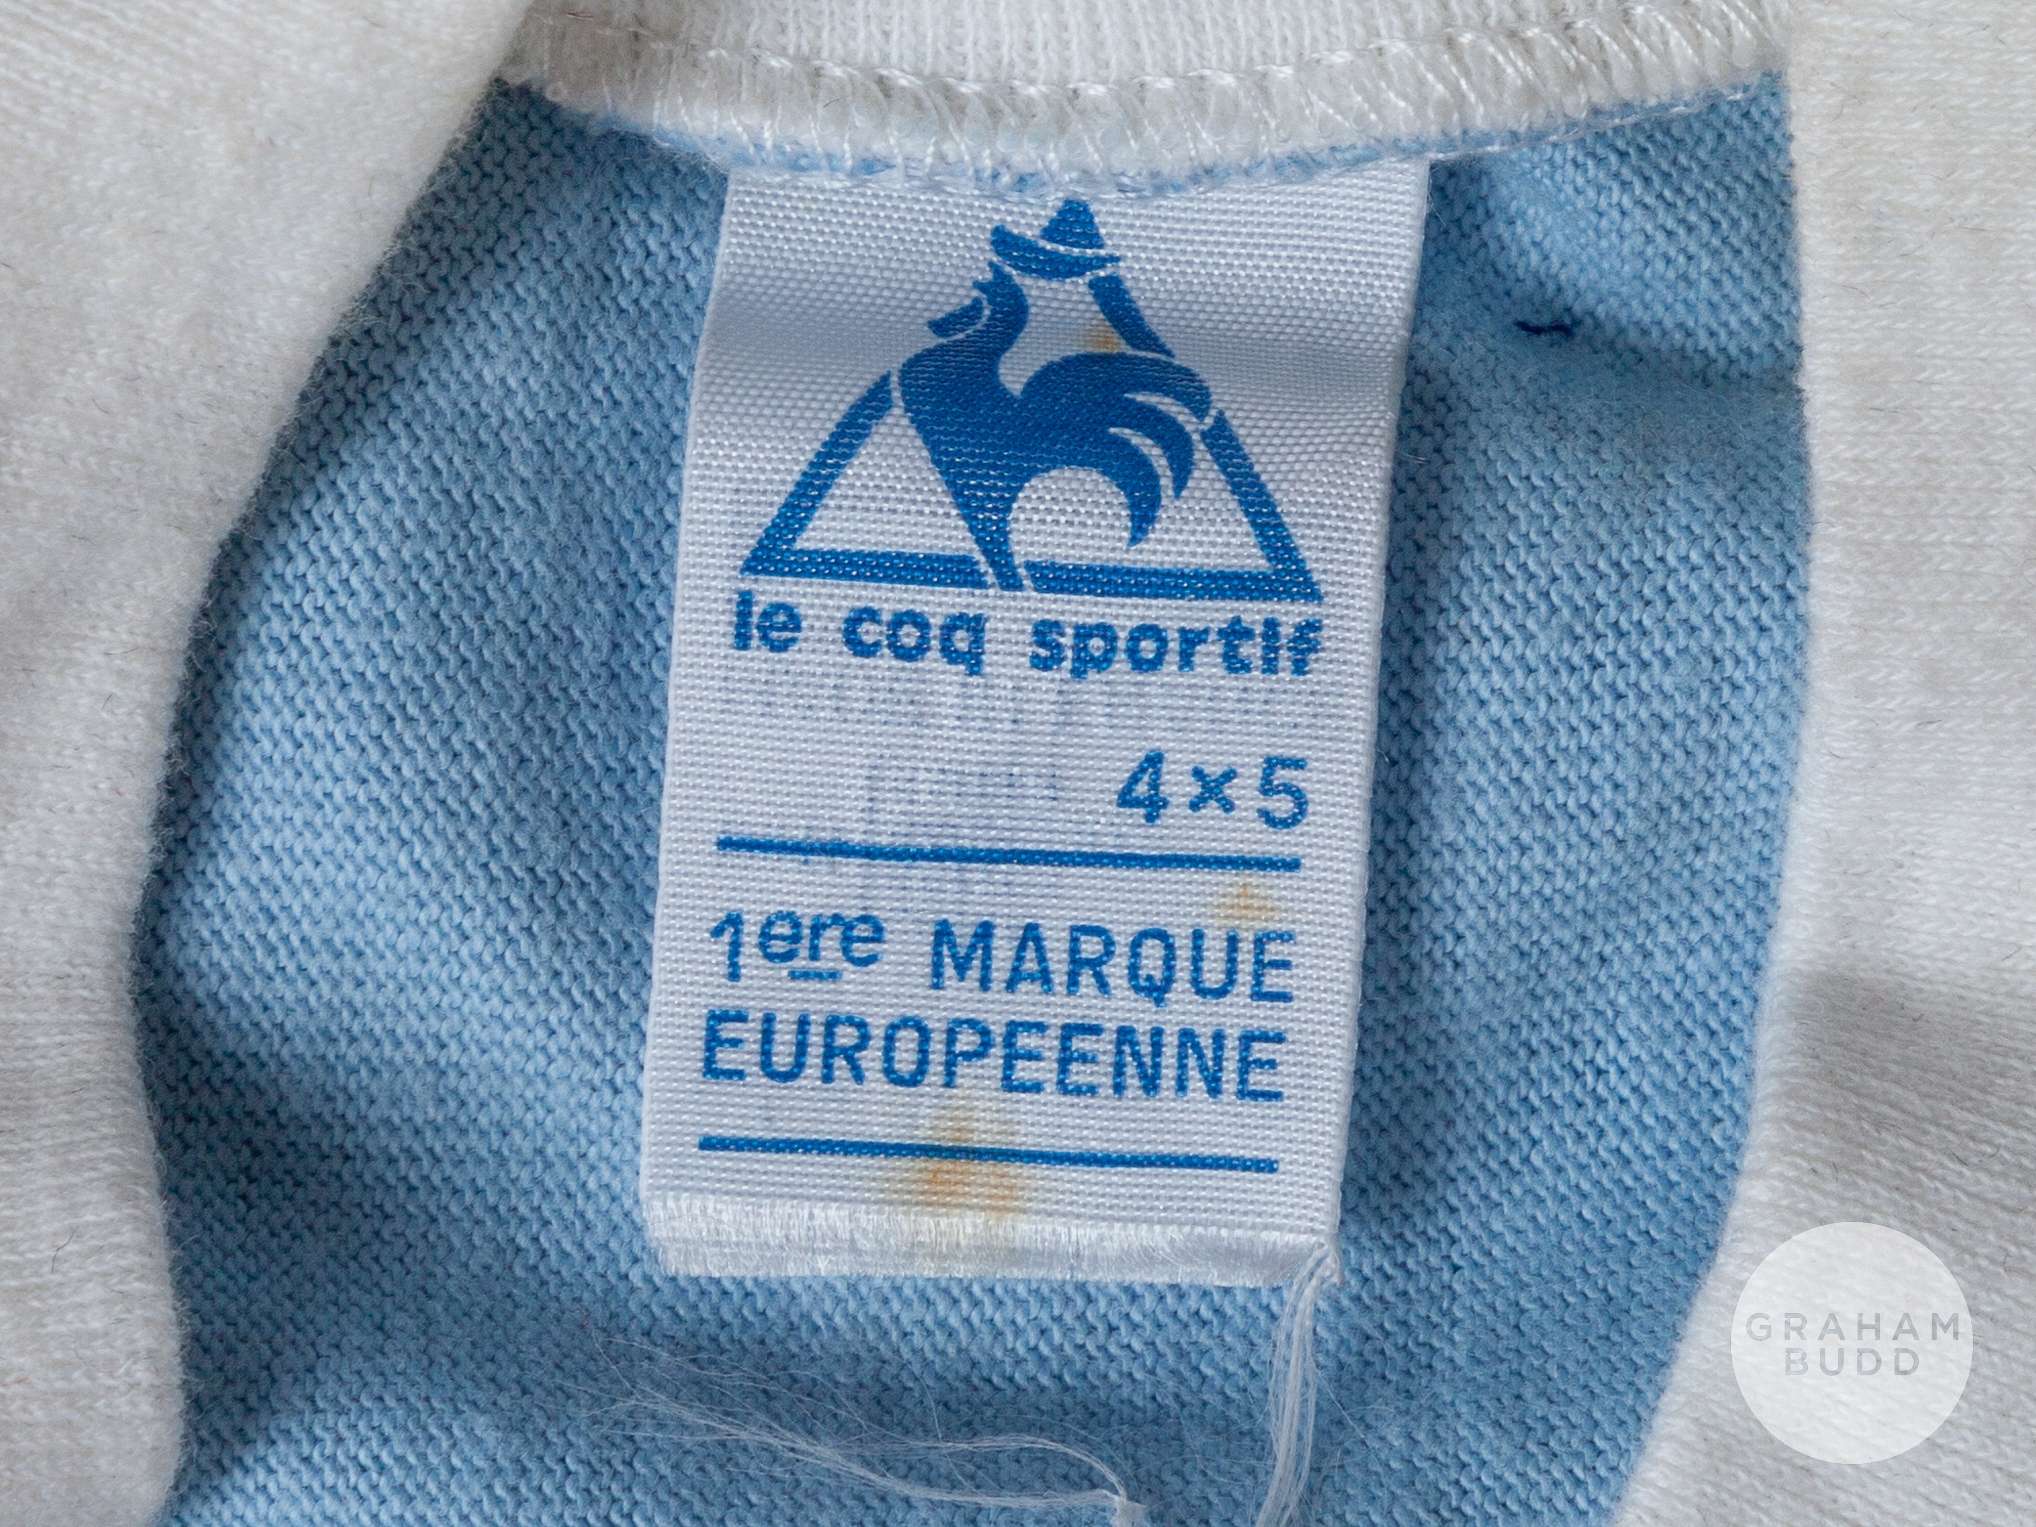 le coq sportif
4×5
1ere MARQUE
EUROPEENNE
GRAHAM
BUDD